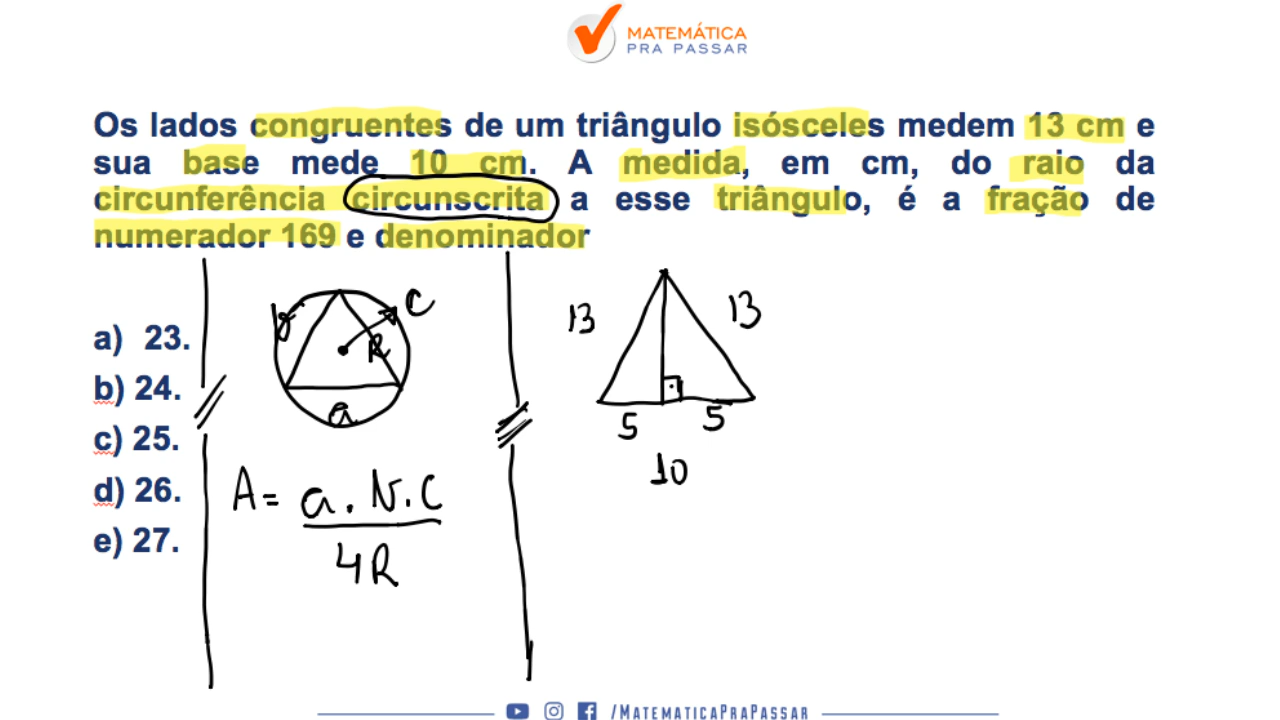 MATEMÁTICA
PRA PASSAR
Os lados congruentes de um triângulo isósceles medem 13 cm e
sua base mede 10 cm. A medida, em cm, do raio da
circunferência circunscrita a esse triângulo, é a fração de
numerador 169 e denominador
a) 23.
b) 24.
c) 25.
d) 26.
e) 27.
b
c
R
a
A = a . b . c
4R
13
13
5
5
10
/MATEMATICAPRAPASSAR